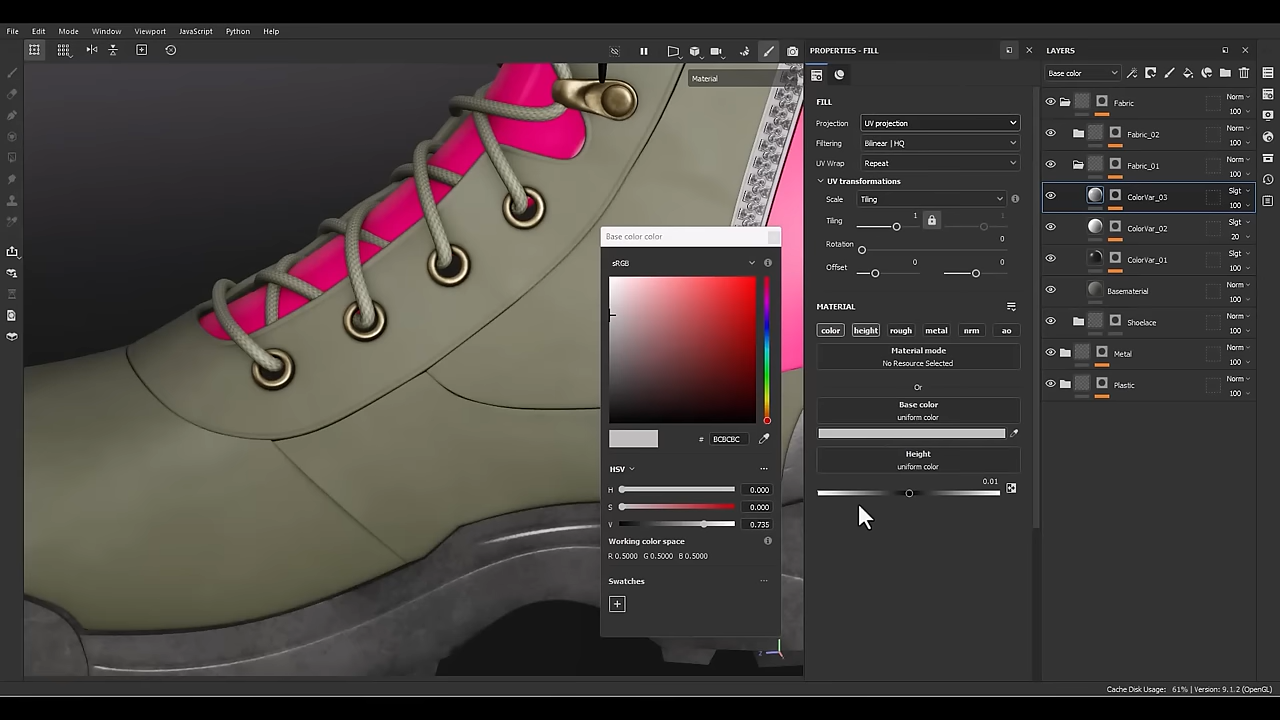 File Edit Mode Window Viewport JavaScript Python Help
Material
PROPERTIES - FILL
FILL
Projection UV projection
Filtering Bilinear | HQ
UV Wrap Repeat
UV transformations
Scale Tiling
Tiling 1 1
Rotation 0
Offset 0 0
MATERIAL
color height rough metal nrm ao
Material mode
No Resource Selected
Or
Base color
uniform color
Height
uniform color
0.01
Base color color
sRGB
# BCBCBC
HSV
H 0.000
S 0.000
V 0.735
Working color space
R 0.5000 G 0.5000 B 0.5000
Swatches
LAYERS
Base color
Fabric Norm 100
Fabric_02 Norm 100
Fabric_01 Norm 100
ColorVar_03 Slgt 100
ColorVar_02 Slgt 20
ColorVar_01 Slgt 100
Basematerial Norm 100
Shoelace Norm 100
Metal Norm 100
Plastic Norm 100
Cache Disk Usage: 61% | Version: 9.1.2 (OpenGL)